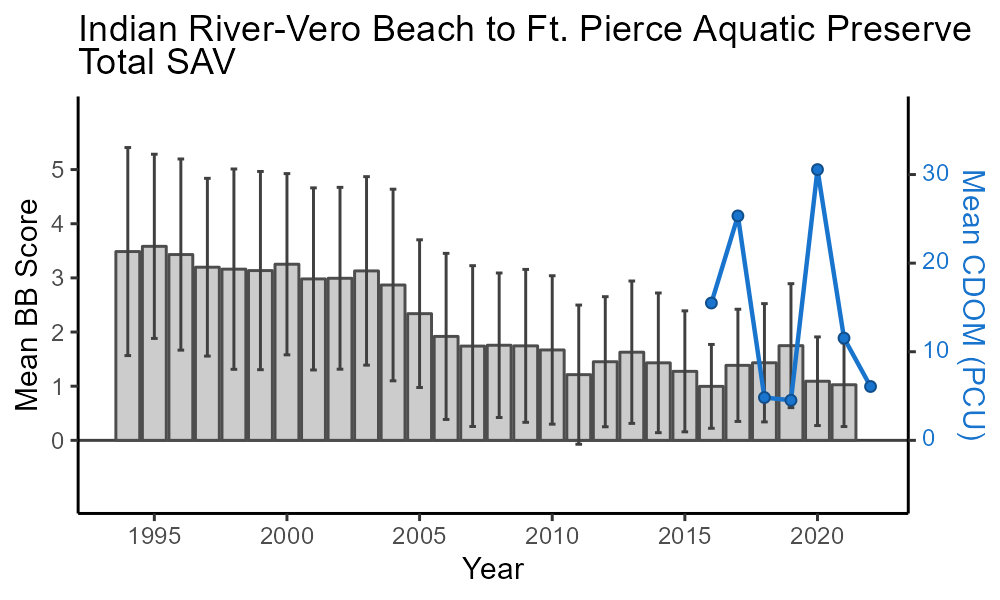 Indian River-Vero Beach to Ft. Pierce Aquatic Preserve
Total SAV
Mean BB Score
5
4
3
2
1
0
30
20
10
0
Mean CDOM (PCU)
1995 2000 2005 2010 2015 2020
Year